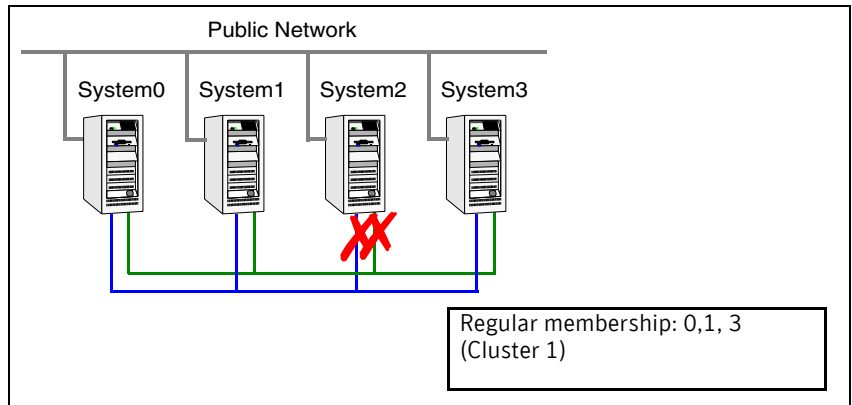 Public Network
System0 System1 System2 System3
Regular membership: 0,1, 3
(Cluster 1)